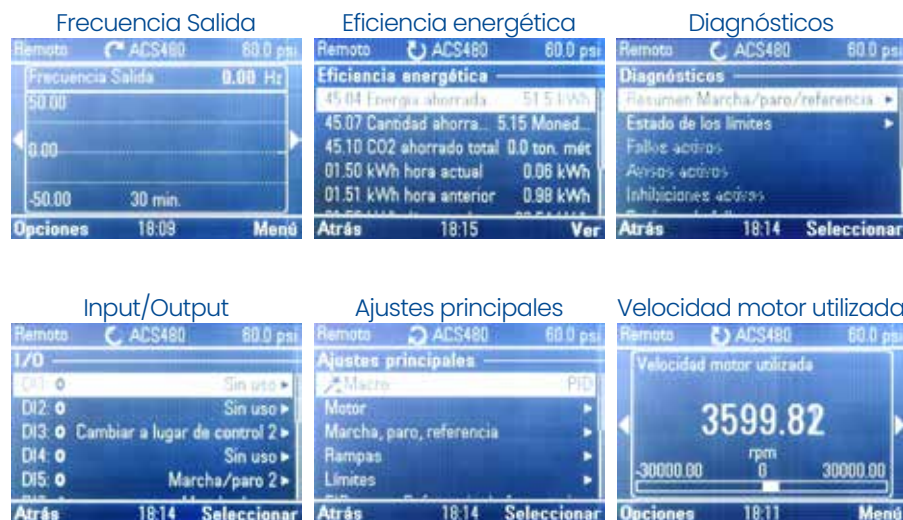 Frecuencia Salida
Remoto ACS480 60.0 psi
Frecuencia Salida 0.00 Hz
50.00
0.00
-50.00 30 min.
Opciones 18:09 Menú
Eficiencia energética
Remoto ACS480 60.0 psi
Eficiencia energética
45.04 Energía ahorrada 51.5 kWh
45.07 Cantidad ahorra... 5.15 Moned...
45.10 CO2 ahorrado total 0.0 ton. mét
01.50 kWh hora actual 0.06 kWh
01.51 kWh hora anterior 0.98 kWh
Atrás 18:15 Ver
Diagnósticos
Remoto ACS480 60.0 psi
Diagnósticos
Resumen Marcha/paro/referencia
Estado de los límites
Fallos activos
Avisos activos
Inhibiciones activas
Atrás 18:14 Seleccionar
Input/Output
Remoto ACS480 60.0 psi
I/O
DI1: 0 Sin uso
DI2: 0 Sin uso
DI3: 0 Cambiar a lugar de control 2
DI4: 0 Sin uso
DI5: 0 Marcha/paro 2
Atrás 18:14 Seleccionar
Ajustes principales
Remoto ACS480 60.0 psi
Ajustes principales
Macro PID
Motor
Marcha, paro, referencia
Rampas
Límites
Atrás 18:14 Seleccionar
Velocidad motor utilizada
Remoto ACS480 60.0 psi
Velocidad motor utilizada
3599.82
rpm
-30000.00 0 30000.00
Opciones 18:11 Menú